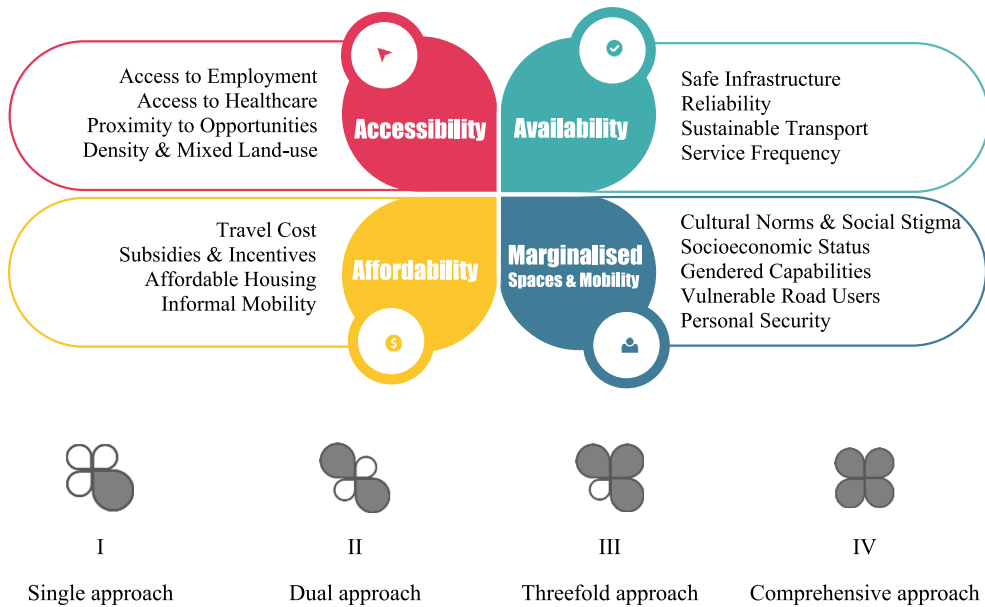 Access to Employment
Access to Healthcare
Proximity to Opportunities
Density & Mixed Land-use
Accessibility
Availability
Safe Infrastructure
Reliability
Sustainable Transport
Service Frequency
Travel Cost
Subsidies & Incentives
Affordable Housing
Informal Mobility
Affordability
$
Marginalised
Spaces & Mobility
Cultural Norms & Social Stigma
Socioeconomic Status
Gendered Capabilities
Vulnerable Road Users
Personal Security
I
II
III
IV
Single approach
Dual approach
Threefold approach
Comprehensive approach